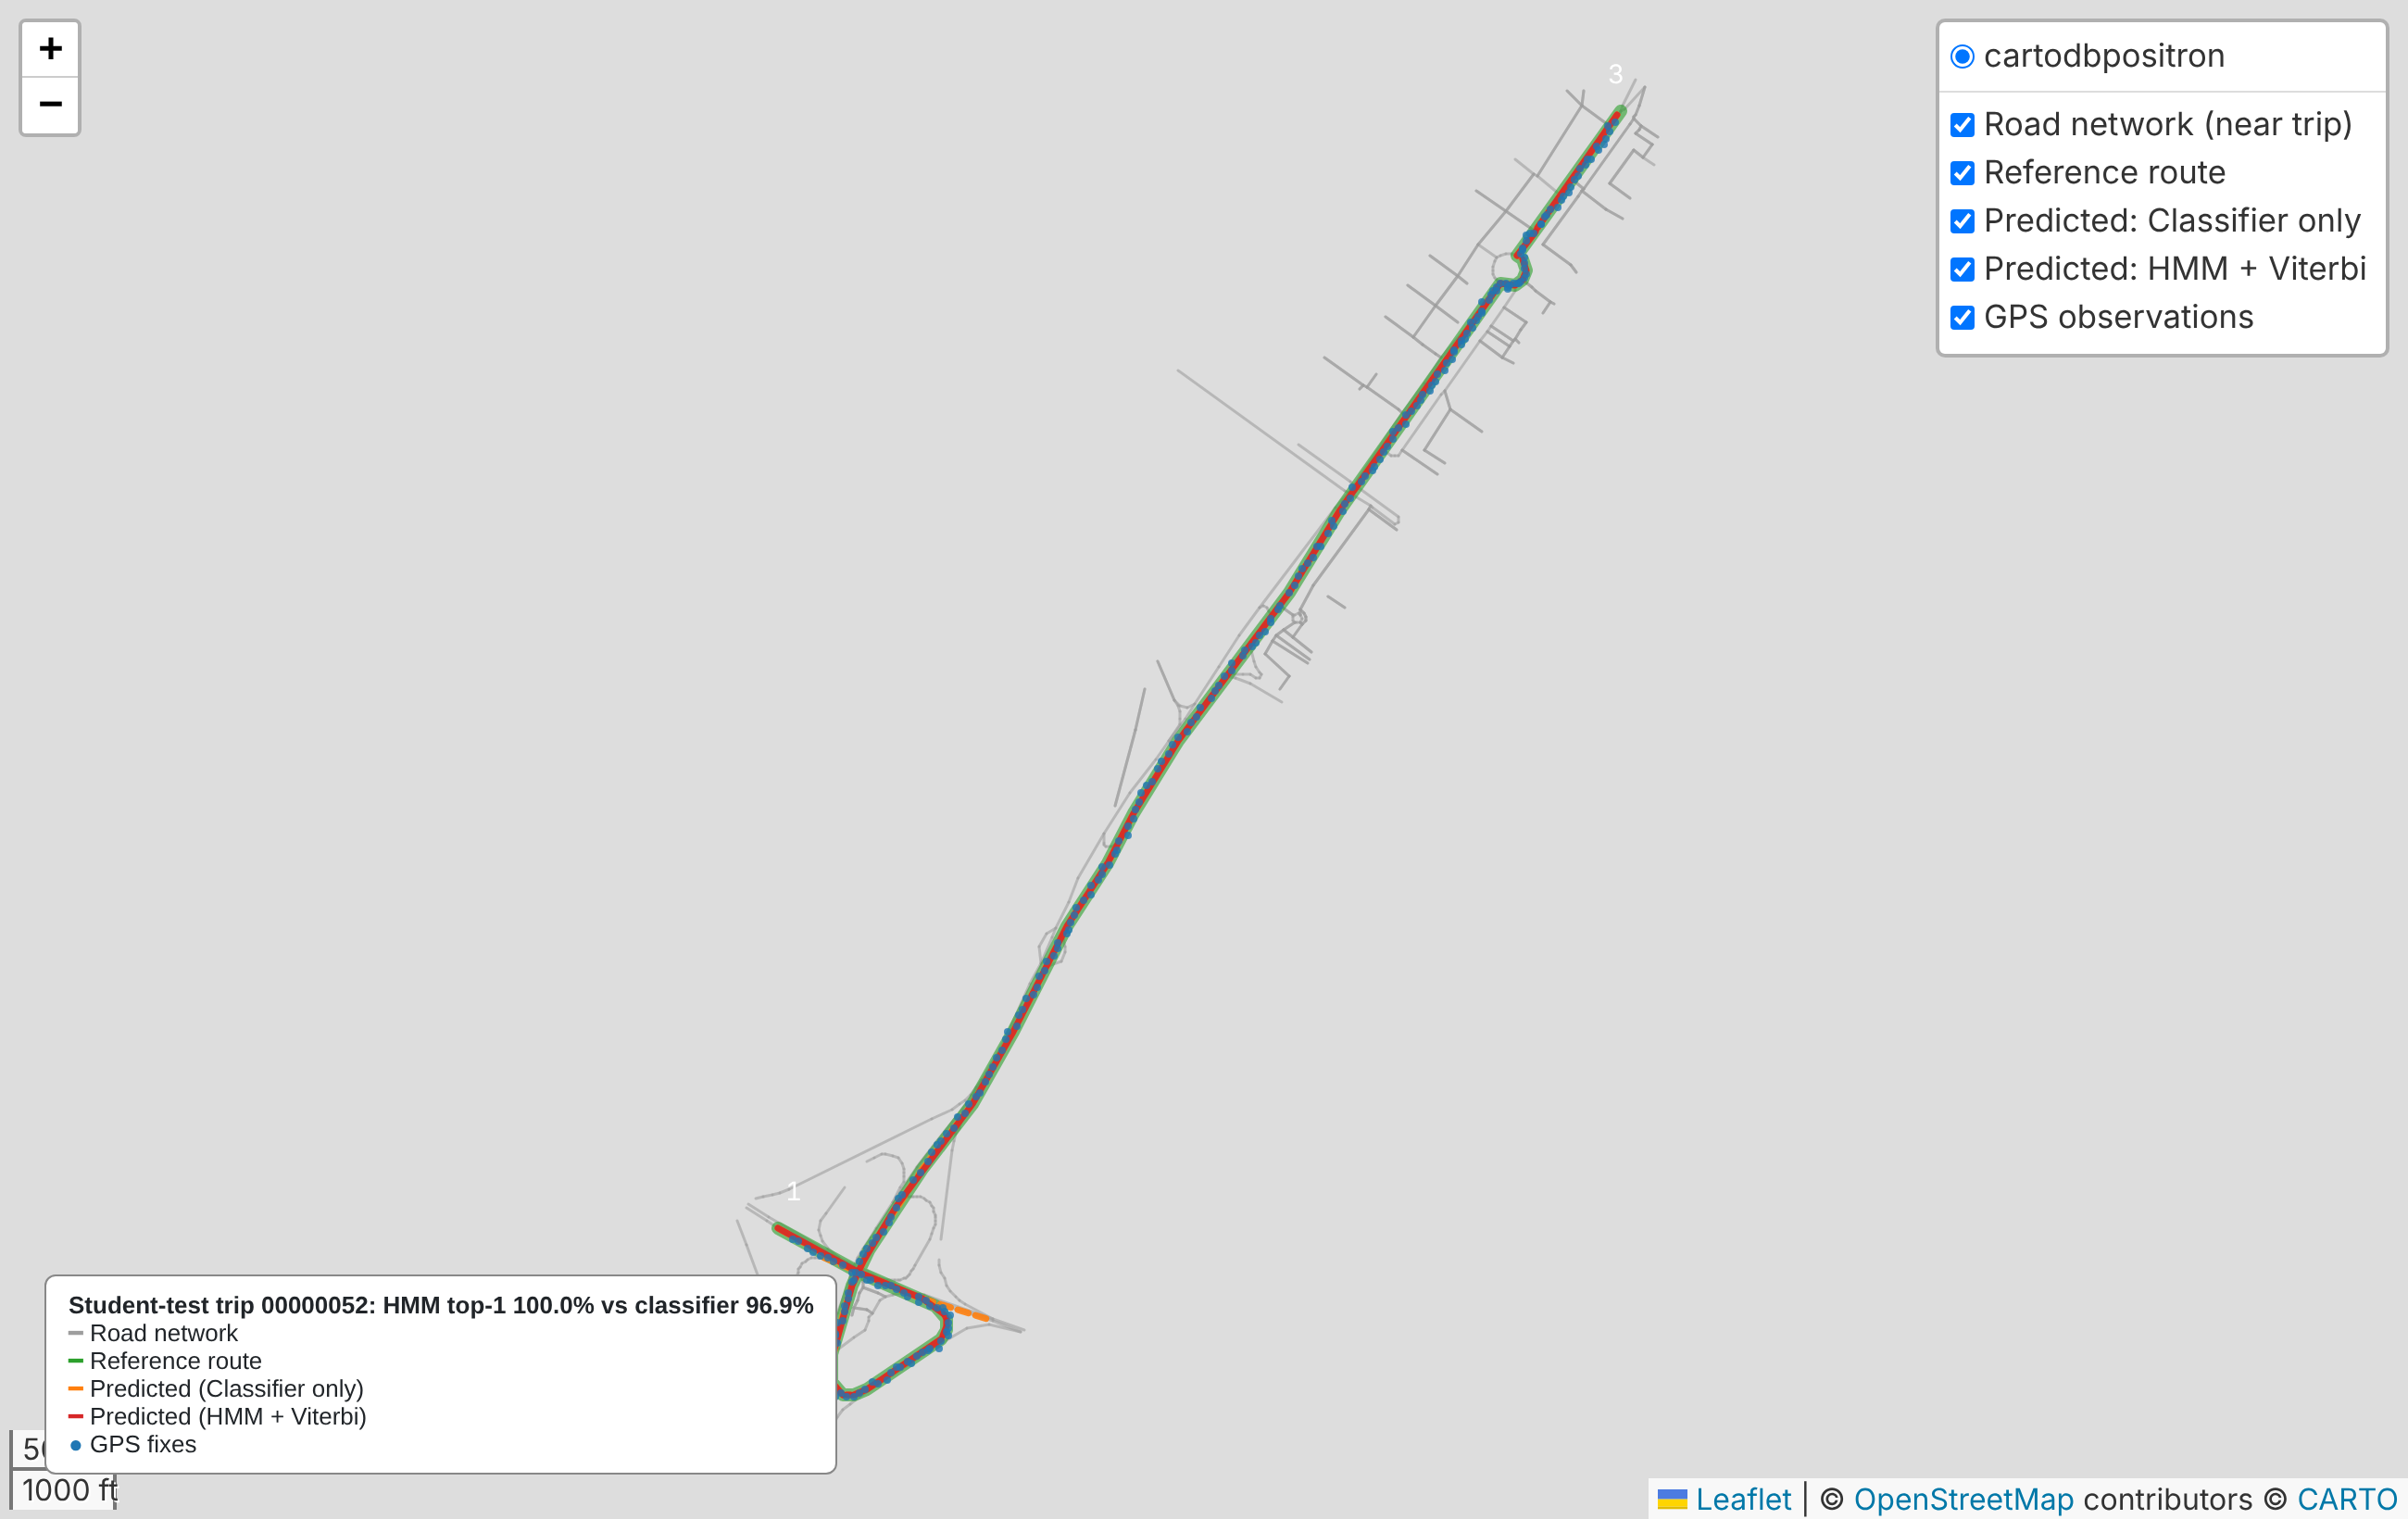 +
−
3
cartodbpositron
Road network (near trip)
Reference route
Predicted: Classifier only
Predicted: HMM + Viterbi
GPS observations
1
Student-test trip 00000052: HMM top-1 100.0% vs classifier 96.9%
Road network
Reference route
Predicted (Classifier only)
Predicted (HMM + Viterbi)
GPS fixes
1000 ft
Leaflet | © OpenStreetMap contributors © CARTO